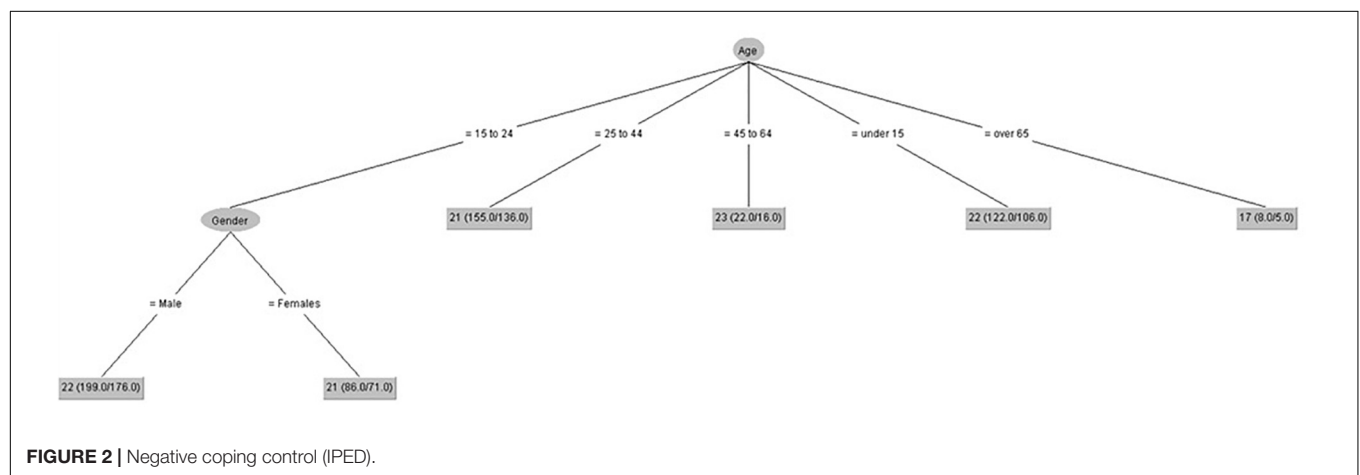 Age
= 15 to 24 = 25 to 44 = 45 to 64 = under 15 = over 65
Gender 21 (155.0/136.0) 23 (22.0/16.0) 22 (122.0/106.0) 17 (8.0/5.0)
= Male = Females
22 (199.0/176.0) 21 (86.0/71.0)
FIGURE 2 | Negative coping control (IPED).